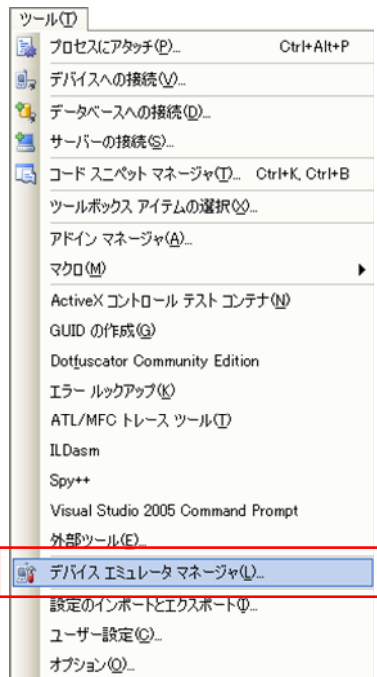 ツール(T)
プロセスにアタッチ(P)... Ctrl+Alt+P
デバイスへの接続(V)...
データベースへの接続(D)...
サーバーの接続(S)...
コード スニペット マネージャ(T)... Ctrl+K, Ctrl+B
ツールボックス アイテムの選択(X)...
アドイン マネージャ(A)...
マクロ(M)
ActiveX コントロール テスト コンテナ(N)
GUID の作成(G)
Dotfuscator Community Edition
エラー ルックアップ(K)
ATL/MFC トレース ツール(T)
ILDasm
Spy++
Visual Studio 2005 Command Prompt
外部ツール(E)...
デバイス エミュレータ マネージャ(L)...
設定のインポートとエクスポート(I)...
ユーザー設定(C)...
オプション(O)...